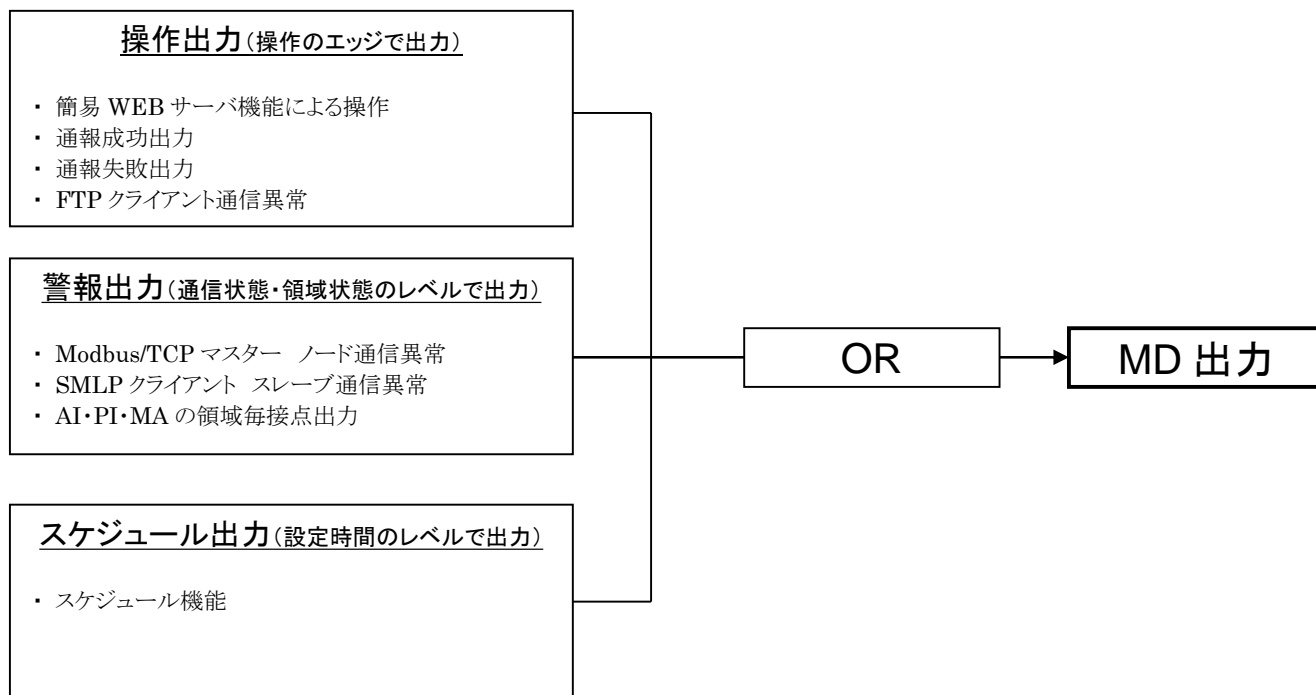 操作出力(操作のエッジで出力)
・ 簡易 WEB サーバ機能による操作
・ 通報成功出力
・ 通報失敗出力
・ FTP クライアント通信異常
警報出力(通信状態・領域状態のレベルで出力)
・ Modbus/TCP マスター ノード通信異常
・ SMLP クライアント スレーブ通信異常
・ AI・PI・MA の領域毎接点出力
スケジュール出力(設定時間のレベルで出力)
・ スケジュール機能
OR
MD 出力